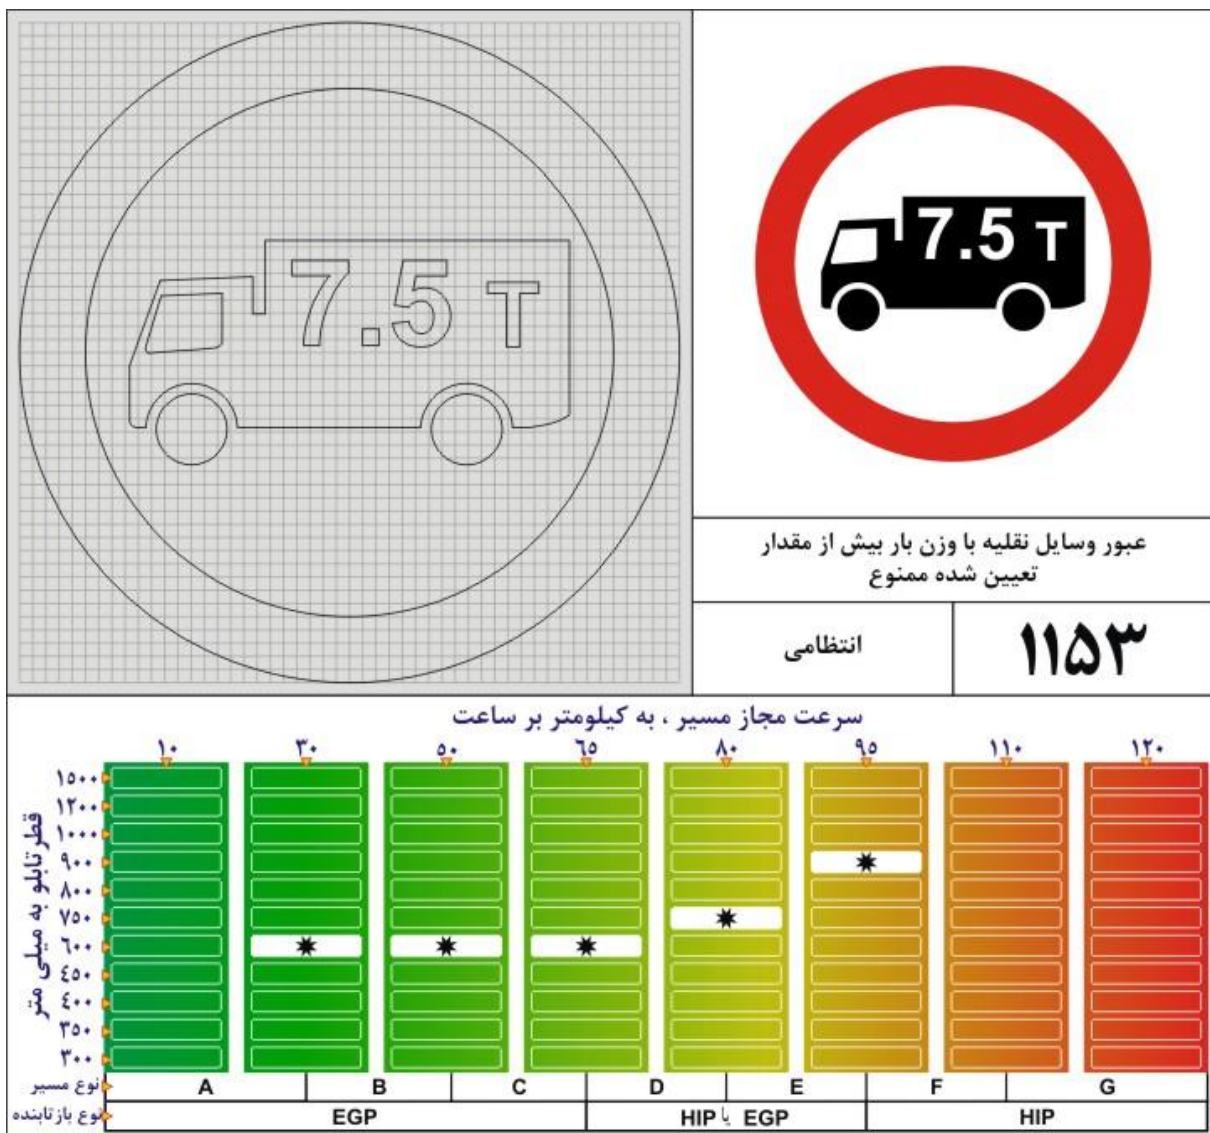 7.5 T
7.5 T
عبور وسایل نقلیه با وزن بار بیش از مقدار
تعیین شده ممنوع
۱۱۵۳
انتظامی
سرعت مجاز مسیر ، به کیلومتر بر ساعت
۱۰ ۳۰ ۵۰ ۶۵ ۸۰ ۹۵ ۱۱۰ ۱۲۰
قطر تابلو به میلی متر
۱۵۰۰
۱۲۰۰
۱۰۰۰
۹۰۰
۸۰۰
۷۵۰
۶۰۰
۴۵۰
۴۰۰
۳۵۰
۳۰۰
نوع مسیر A B C D E F G
نوع بازتابنده EGP HIP یا EGP HIP